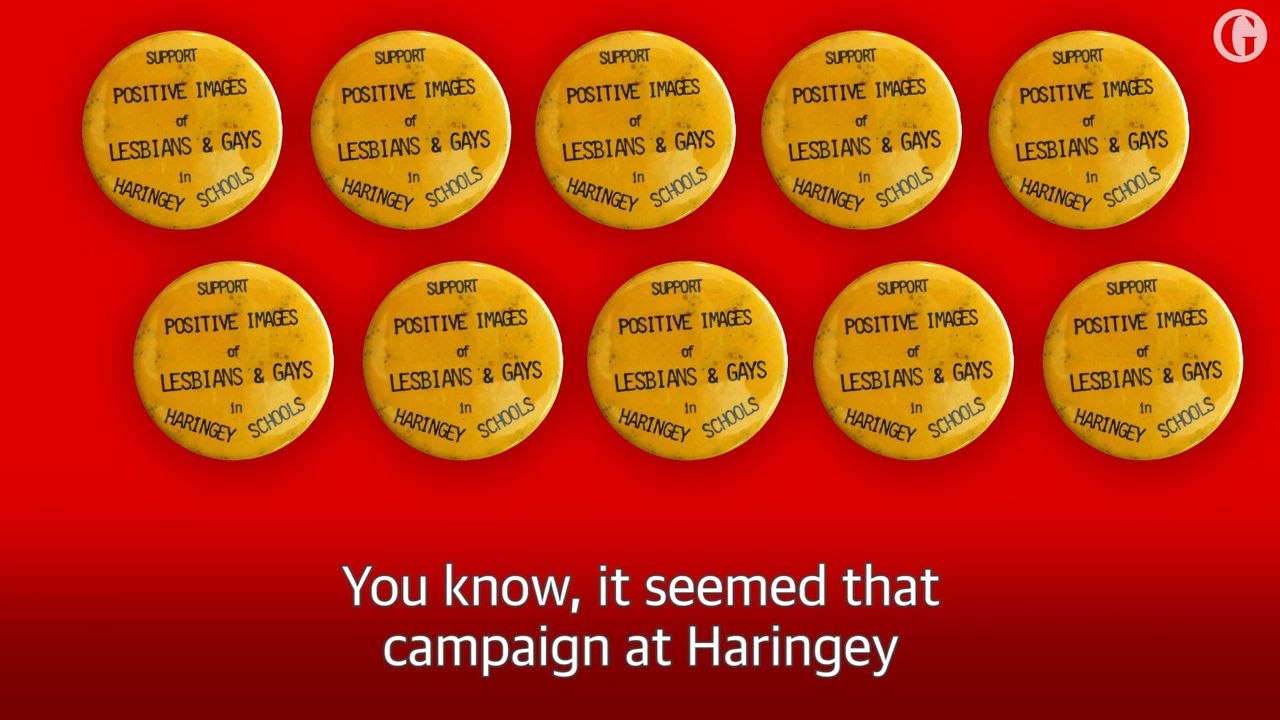 SUPPORT
POSITIVE IMAGES
of
LESBIANS & GAYS
in
HARINGEY SCHOOLS
SUPPORT
POSITIVE IMAGES
of
LESBIANS & GAYS
in
HARINGEY SCHOOLS
SUPPORT
POSITIVE IMAGES
of
LESBIANS & GAYS
in
HARINGEY SCHOOLS
SUPPORT
POSITIVE IMAGES
of
LESBIANS & GAYS
in
HARINGEY SCHOOLS
SUPPORT
POSITIVE IMAGES
of
LESBIANS & GAYS
in
HARINGEY SCHOOLS
SUPPORT
POSITIVE IMAGES
of
LESBIANS & GAYS
in
HARINGEY SCHOOLS
SUPPORT
POSITIVE IMAGES
of
LESBIANS & GAYS
in
HARINGEY SCHOOLS
SUPPORT
POSITIVE IMAGES
of
LESBIANS & GAYS
in
HARINGEY SCHOOLS
SUPPORT
POSITIVE IMAGES
of
LESBIANS & GAYS
in
HARINGEY SCHOOLS
SUPPORT
POSITIVE IMAGES
of
LESBIANS & GAYS
in
HARINGEY SCHOOLS
G
You know, it seemed that
campaign at Haringey